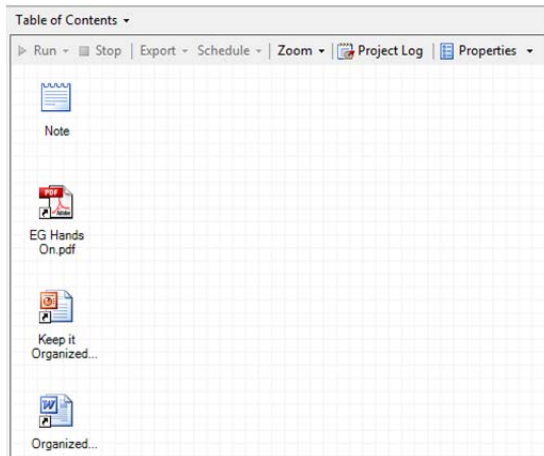 Table of Contents
Run Stop Export Schedule Zoom Project Log Properties
Note
PDF
Adobe
EG Hands
On.pdf
Keep it
Organized...
W
Organized...